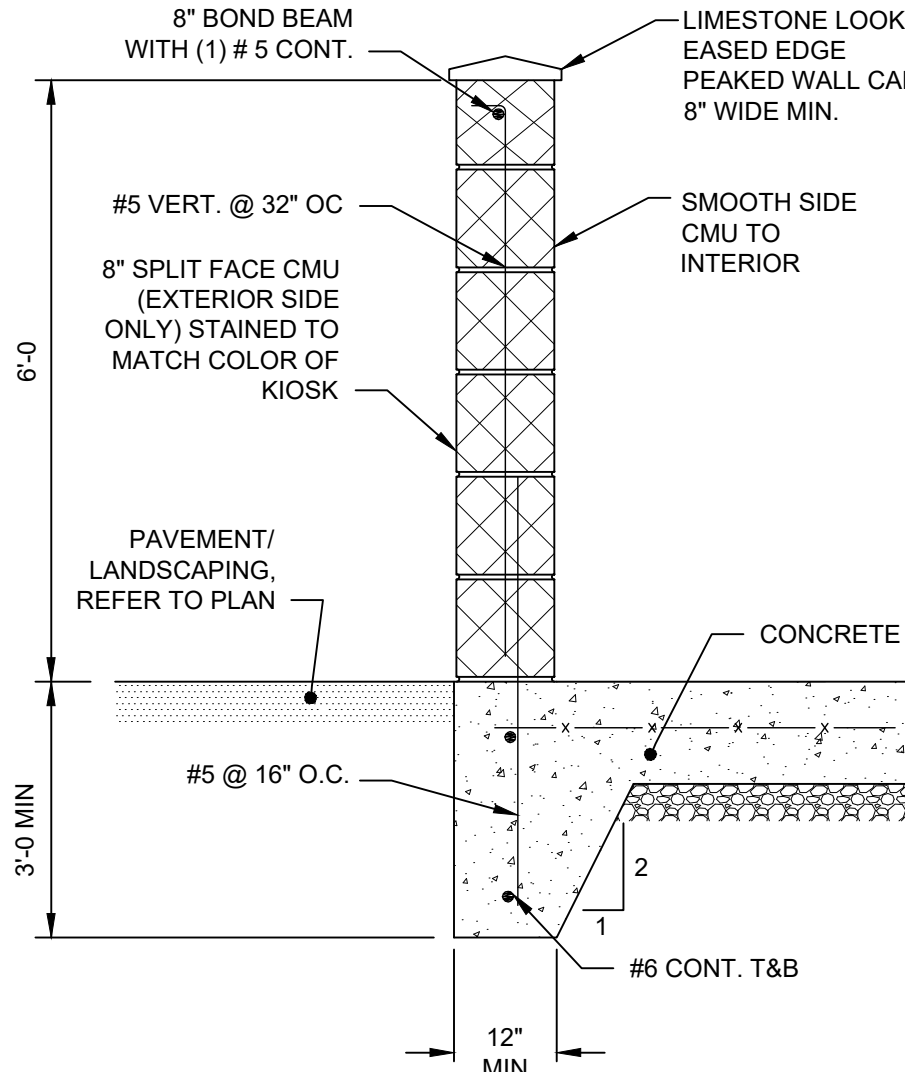 8" BOND BEAM
WITH (1) # 5 CONT.
LIMESTONE LOOK
EASED EDGE
PEAKED WALL CA
8" WIDE MIN.
#5 VERT. @ 32" OC
SMOOTH SIDE
CMU TO
INTERIOR
8" SPLIT FACE CMU
(EXTERIOR SIDE
ONLY) STAINED TO
MATCH COLOR OF
KIOSK
6'-0
PAVEMENT/
LANDSCAPING,
REFER TO PLAN
CONCRETE
X X X X
#5 @ 16" O.C.
3'-0 MIN
2
1
#6 CONT. T&B
12"
MIN